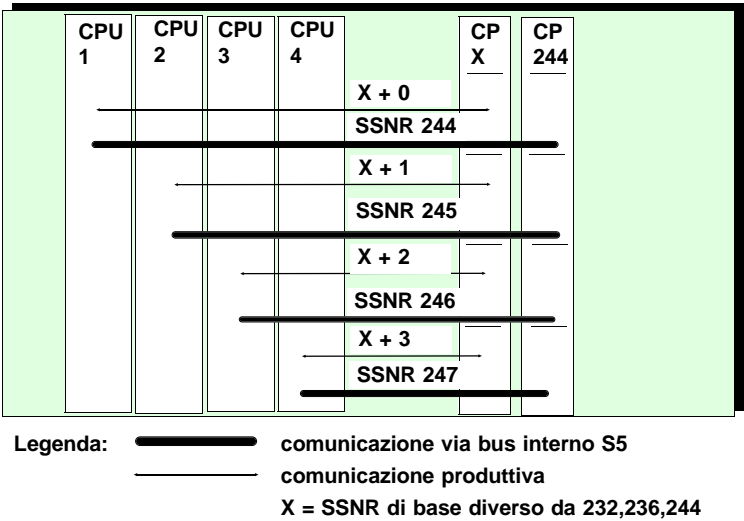 CPU CPU CPU CPU CP CP
1 2 3 4 X 244
X + 0
SSNR 244
X + 1
SSNR 245
X + 2
SSNR 246
X + 3
SSNR 247
Legenda: comunicazione via bus interno S5
comunicazione produttiva
X = SSNR di base diverso da 232,236,244